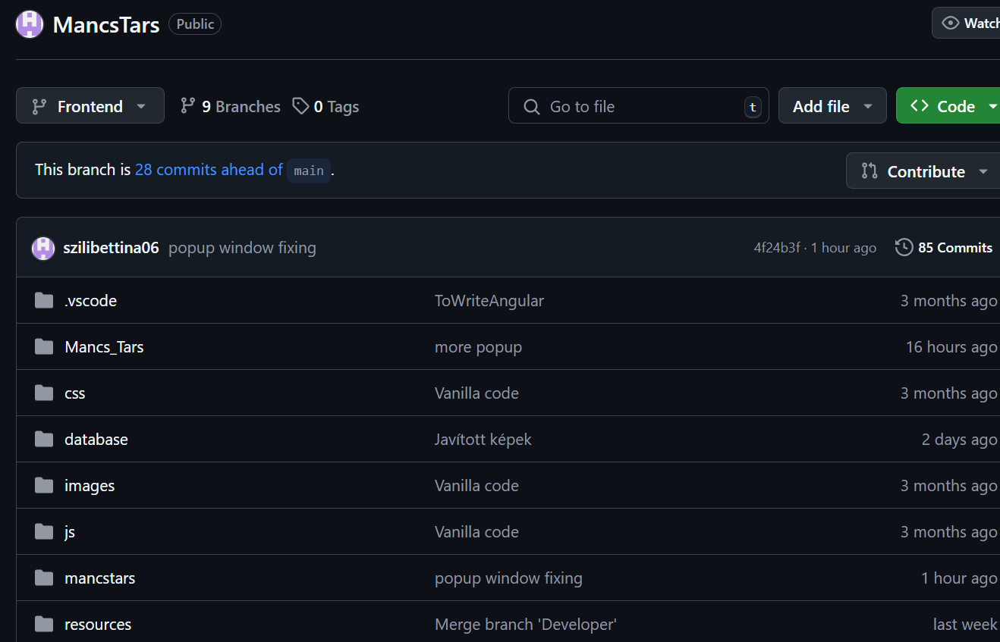 MancsTars Public Watch
Frontend 9 Branches 0 Tags Go to file t Add file Code
This branch is 28 commits ahead of main .
Contribute
szilibettina06 popup window fixing 4f24b3f · 1 hour ago 85 Commits
.vscode ToWriteAngular 3 months ago
Mancs_Tars more popup 16 hours ago
css Vanilla code 3 months ago
database Javított képek 2 days ago
images Vanilla code 3 months ago
js Vanilla code 3 months ago
mancstars popup window fixing 1 hour ago
resources Merge branch 'Developer' last week